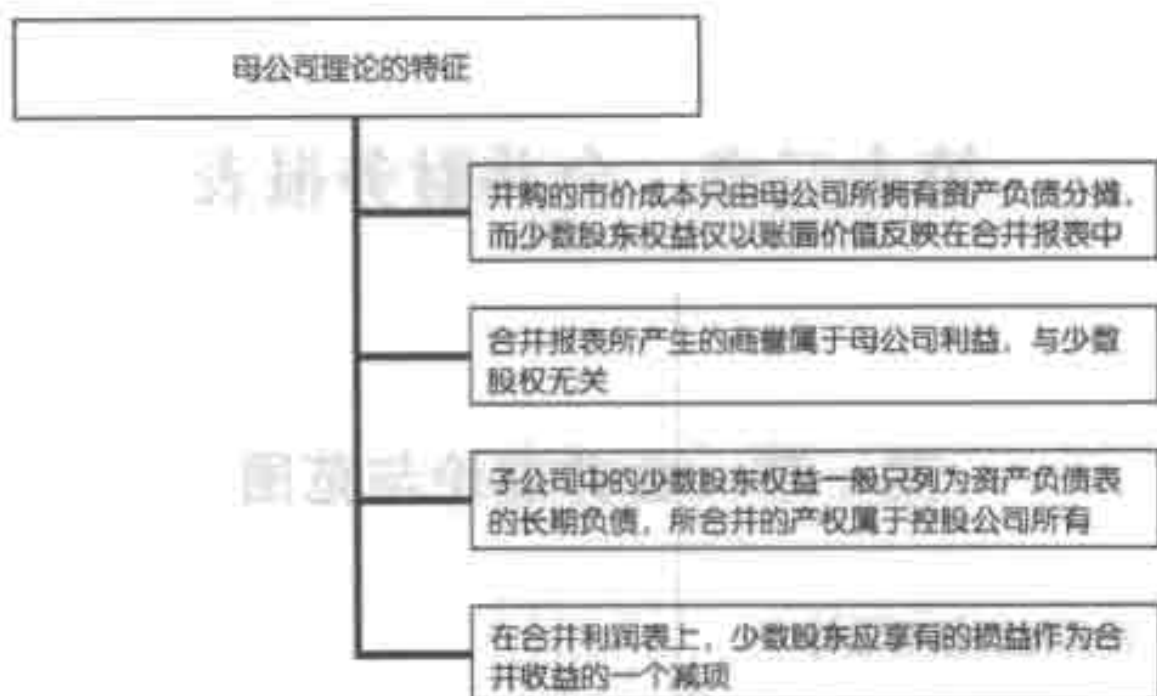 母公司理论的特征
并购的市价成本只由母公司所拥有资产负债分摊，
而少数股东权益仅以账面价值反映在合并报表中
合并报表所产生的商誉属于母公司利益，与少数
股权无关
子公司中的少数股东权益一般只列为资产负债表
的长期负债，所合并的产权属于控股公司所有
在合并利润表上，少数股东应享有的损益作为合
并收益的一个减项